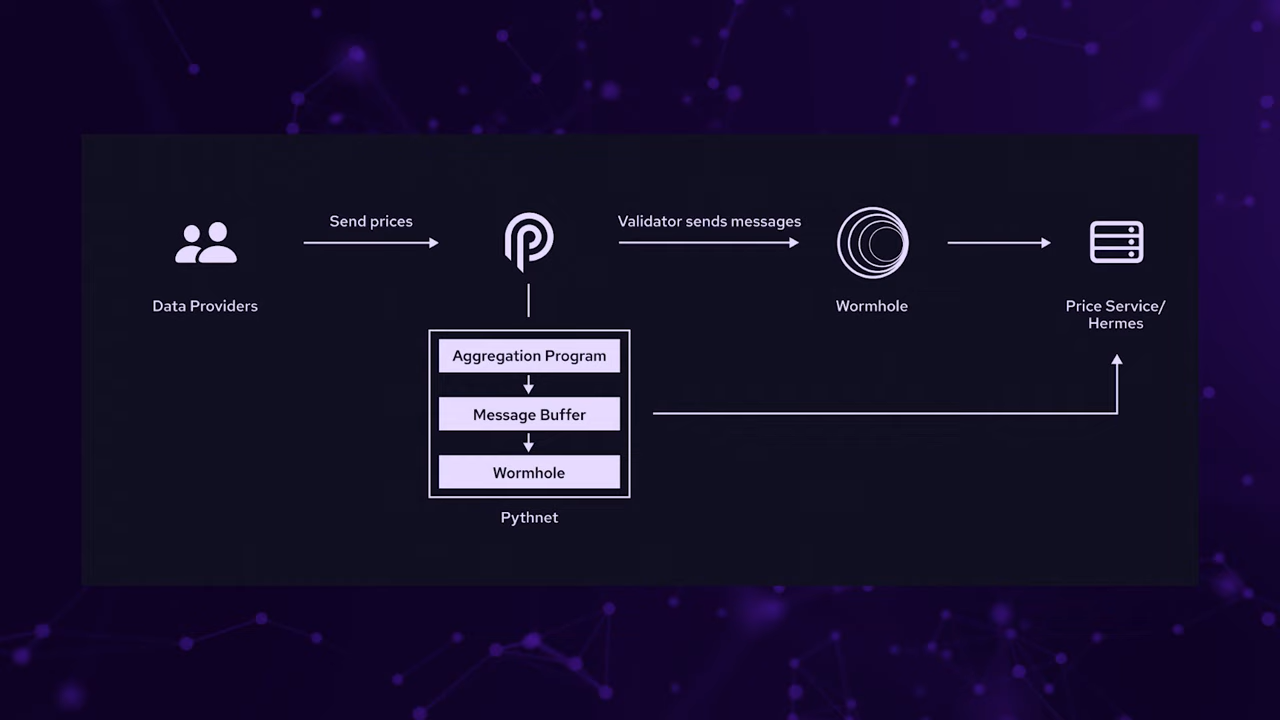 Send prices
Validator sends messages
Data Providers
Wormhole
Price Service/
Hermes
Aggregation Program
Message Buffer
Wormhole
Pythnet